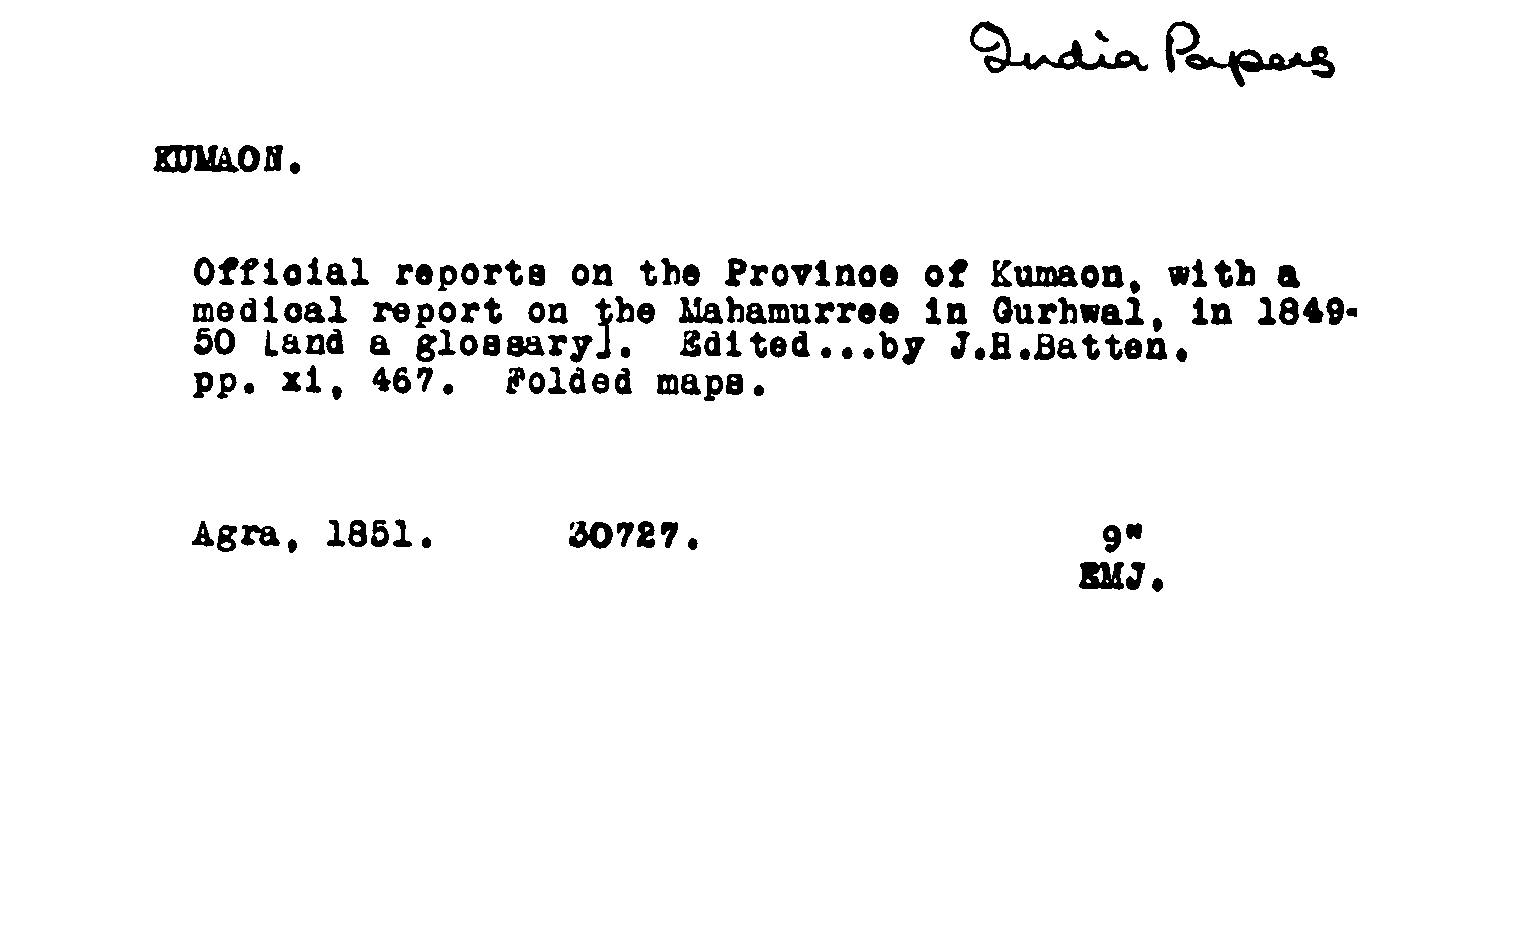 India Papers
KUMAON.
Official reports on the Province of Kumaon, with a
medical report on the Mahamurree in Gurhwal, in 1849-
50 [and a glossary]. Edited...by J.H.Batten.
pp. xi, 467. Folded maps.
Agra, 1851. 30727. 9"
EMJ.